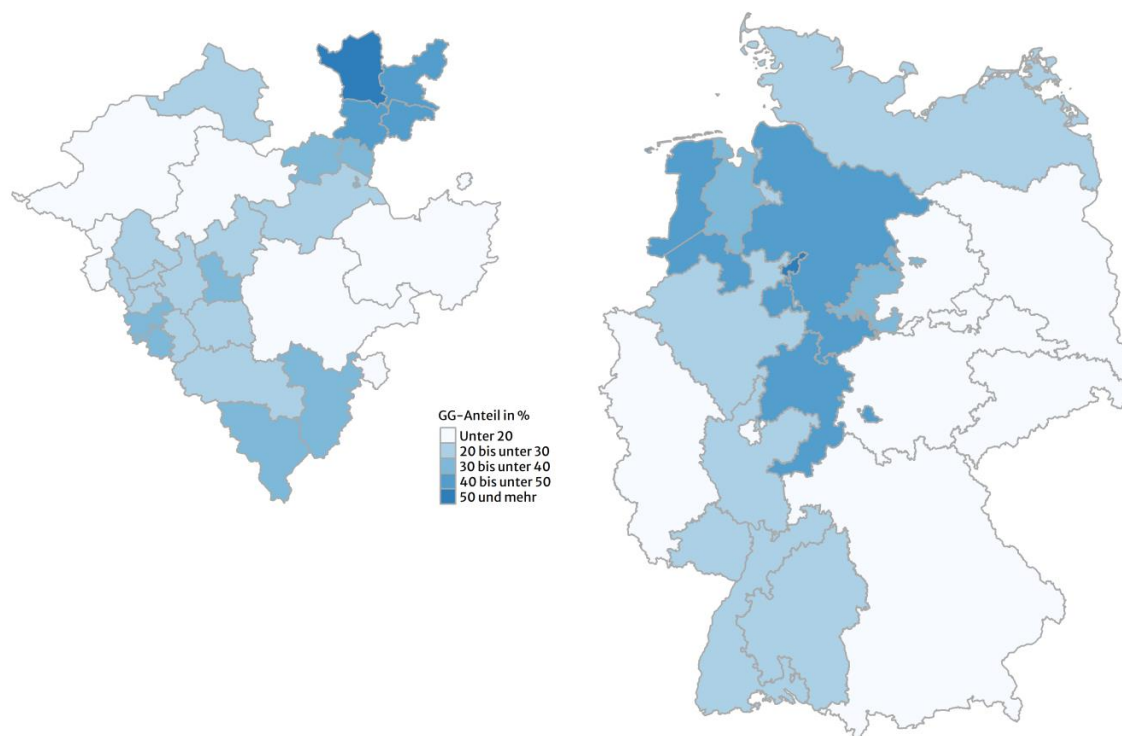 GG-Anteil in %
Unter 20
20 bis unter 30
30 bis unter 40
40 bis unter 50
50 und mehr